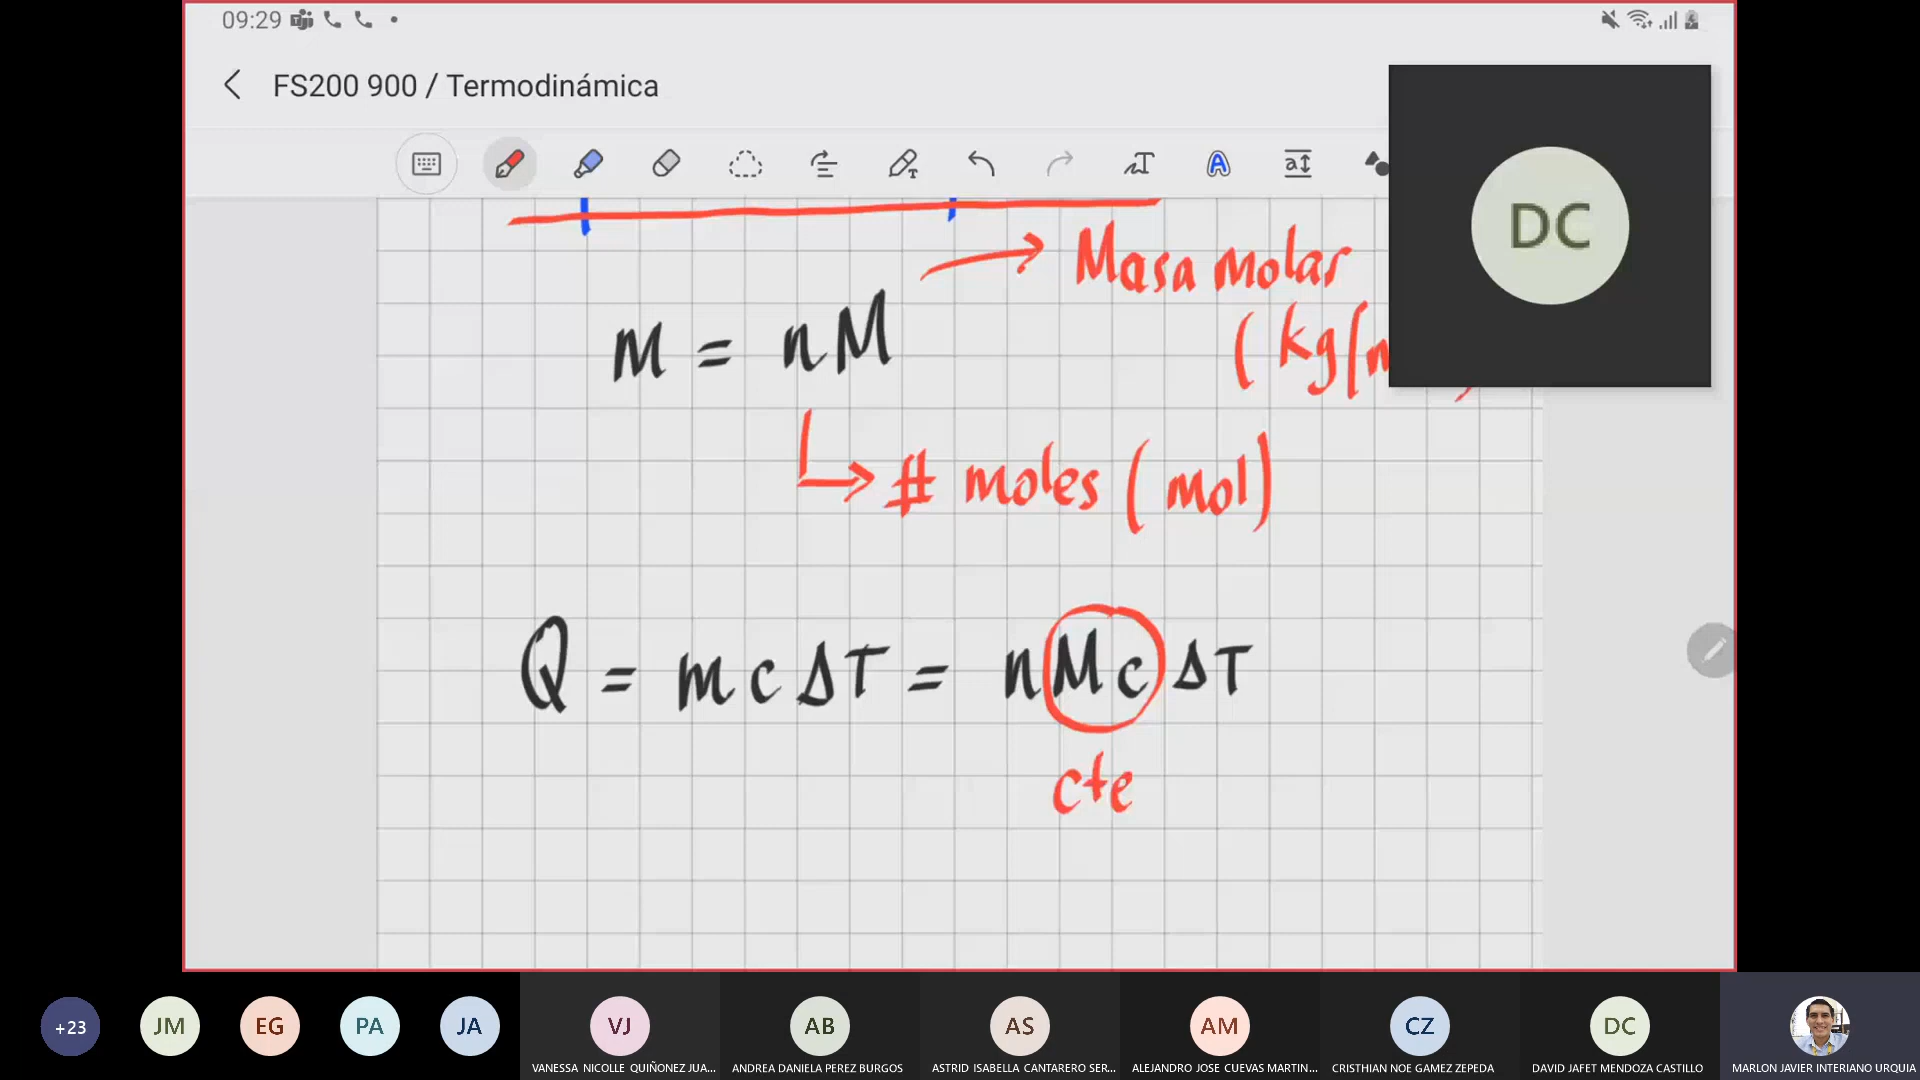 09:29
FS200 900 / Termodinámica
DC
Masa molar
m = nM
(kg/
# moles (mol)
Q = mcΔT = nMcΔT
cte
+23
JM
EG
PA
JA
VJ
AB
AS
AM
CZ
DC
VANESSA NICOLLE QUIÑONEZ JUA...
ANDREA DANIELA PEREZ BURGOS
ASTRID ISABELLA CANTARERO SER...
ALEJANDRO JOSE CUEVAS MARTIN...
CRISTHIAN NOE GAMEZ ZEPEDA
DAVID JAFET MENDOZA CASTILLO
MARLON JAVIER INTERIANO URQUIA